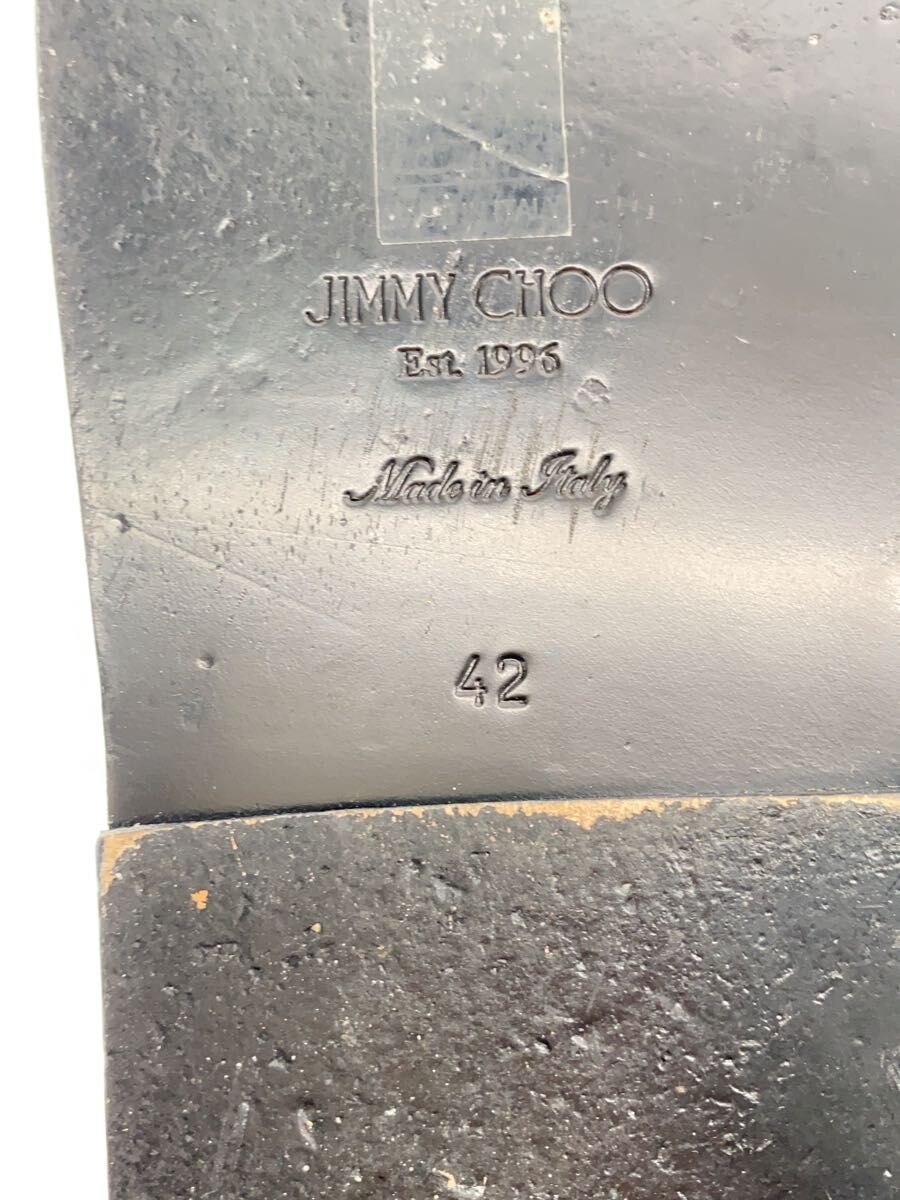 JIMMY CHOO
Est. 1996
Made in Italy
42